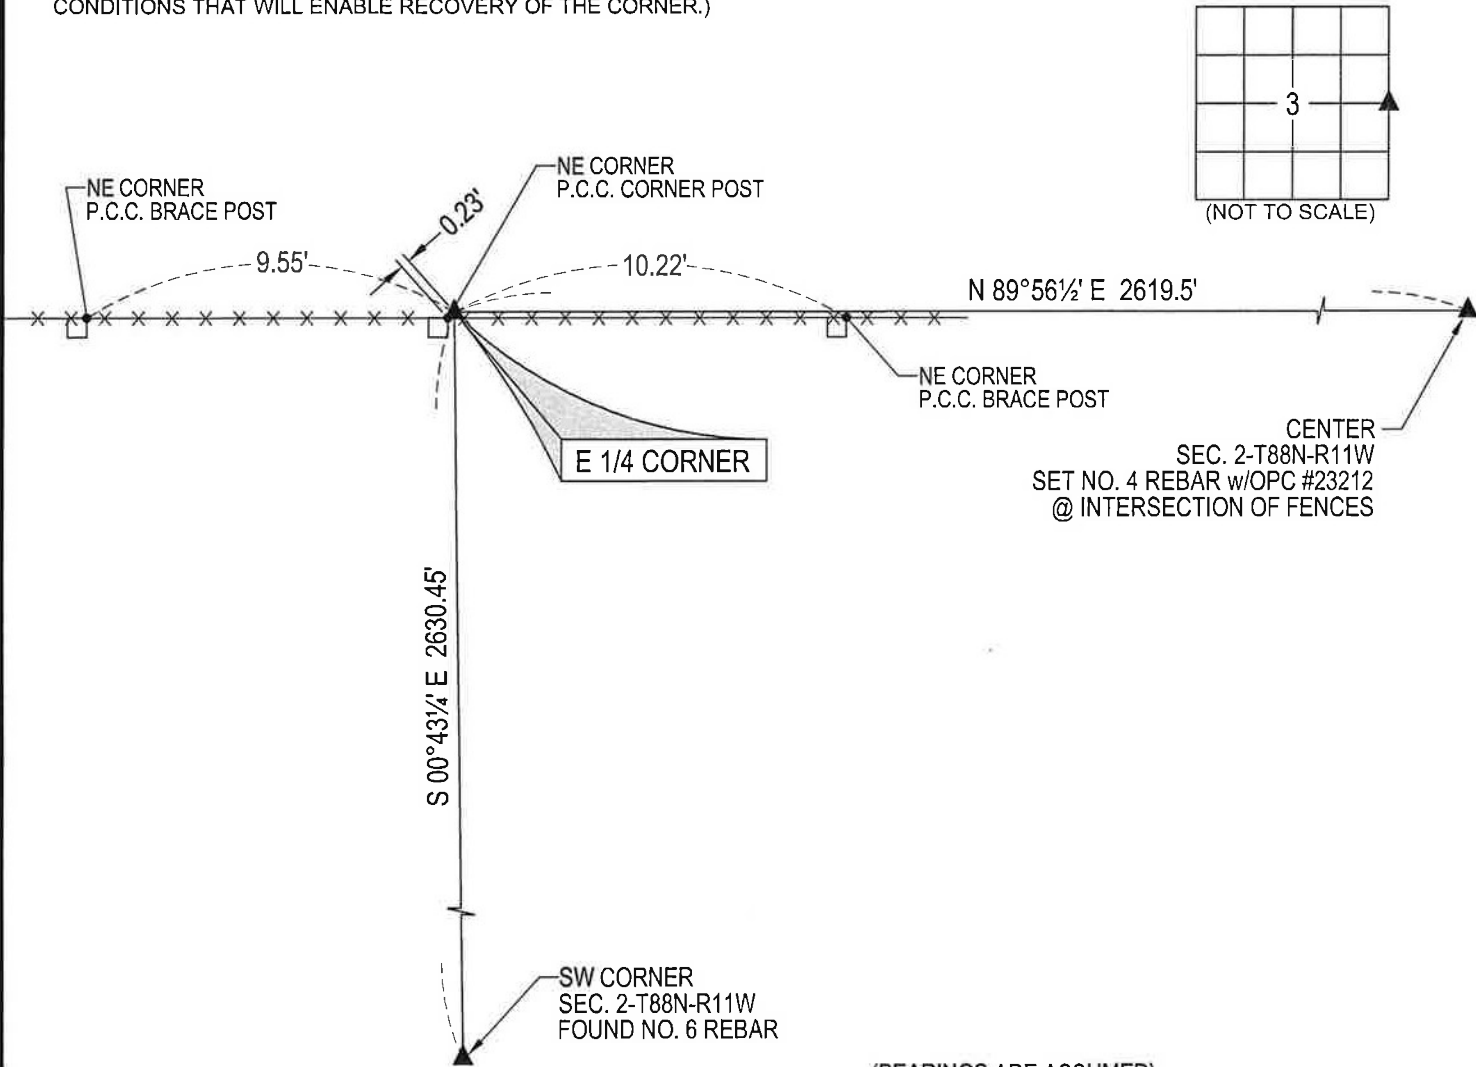 CONDITIONS THAT WILL ENABLE RECOVERY OF THE CORNER.)
3
(NOT TO SCALE)
NE CORNER
P.C.C. BRACE POST
0.23'
NE CORNER
P.C.C. CORNER POST
9.55'
10.22'
N 89°56½' E 2619.5'
NE CORNER
P.C.C. BRACE POST
CENTER
SEC. 2-T88N-R11W
SET NO. 4 REBAR w/OPC #23212
@ INTERSECTION OF FENCES
E 1/4 CORNER
S 00°43¼' E 2630.45'
SW CORNER
SEC. 2-T88N-R11W
FOUND NO. 6 REBAR
(BEARINGS ARE ASSUMED)